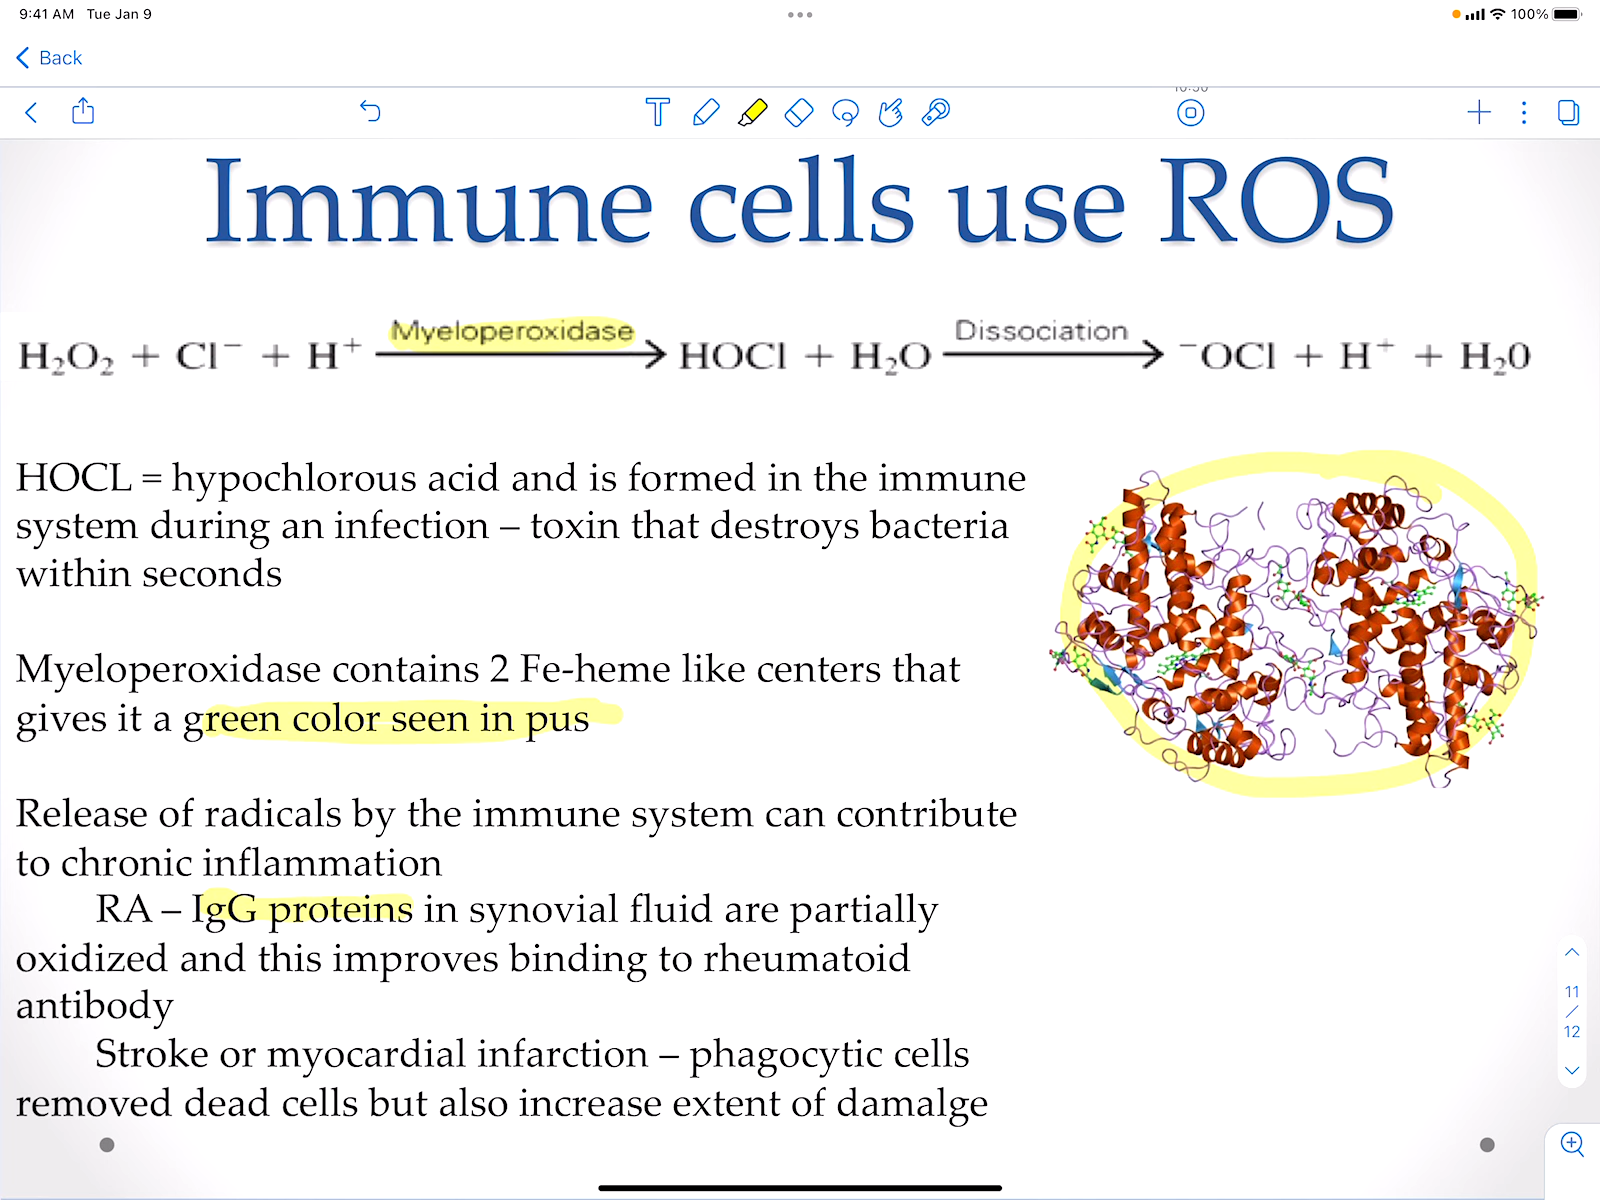 9:41 AM Tue Jan 9
100%
Back
Immune cells use ROS
Myeloperoxidase
Dissociation
H₂O₂ + Cl⁻ + H⁺ → HOCl + H₂O → ⁻OCl + H⁺ + H₂0
HOCL = hypochlorous acid and is formed in the immune
system during an infection – toxin that destroys bacteria
within seconds
Myeloperoxidase contains 2 Fe-heme like centers that
gives it a green color seen in pus
Release of radicals by the immune system can contribute
to chronic inflammation
RA – IgG proteins in synovial fluid are partially
oxidized and this improves binding to rheumatoid
antibody
Stroke or myocardial infarction – phagocytic cells
removed dead cells but also increase extent of damalge
11
/
12